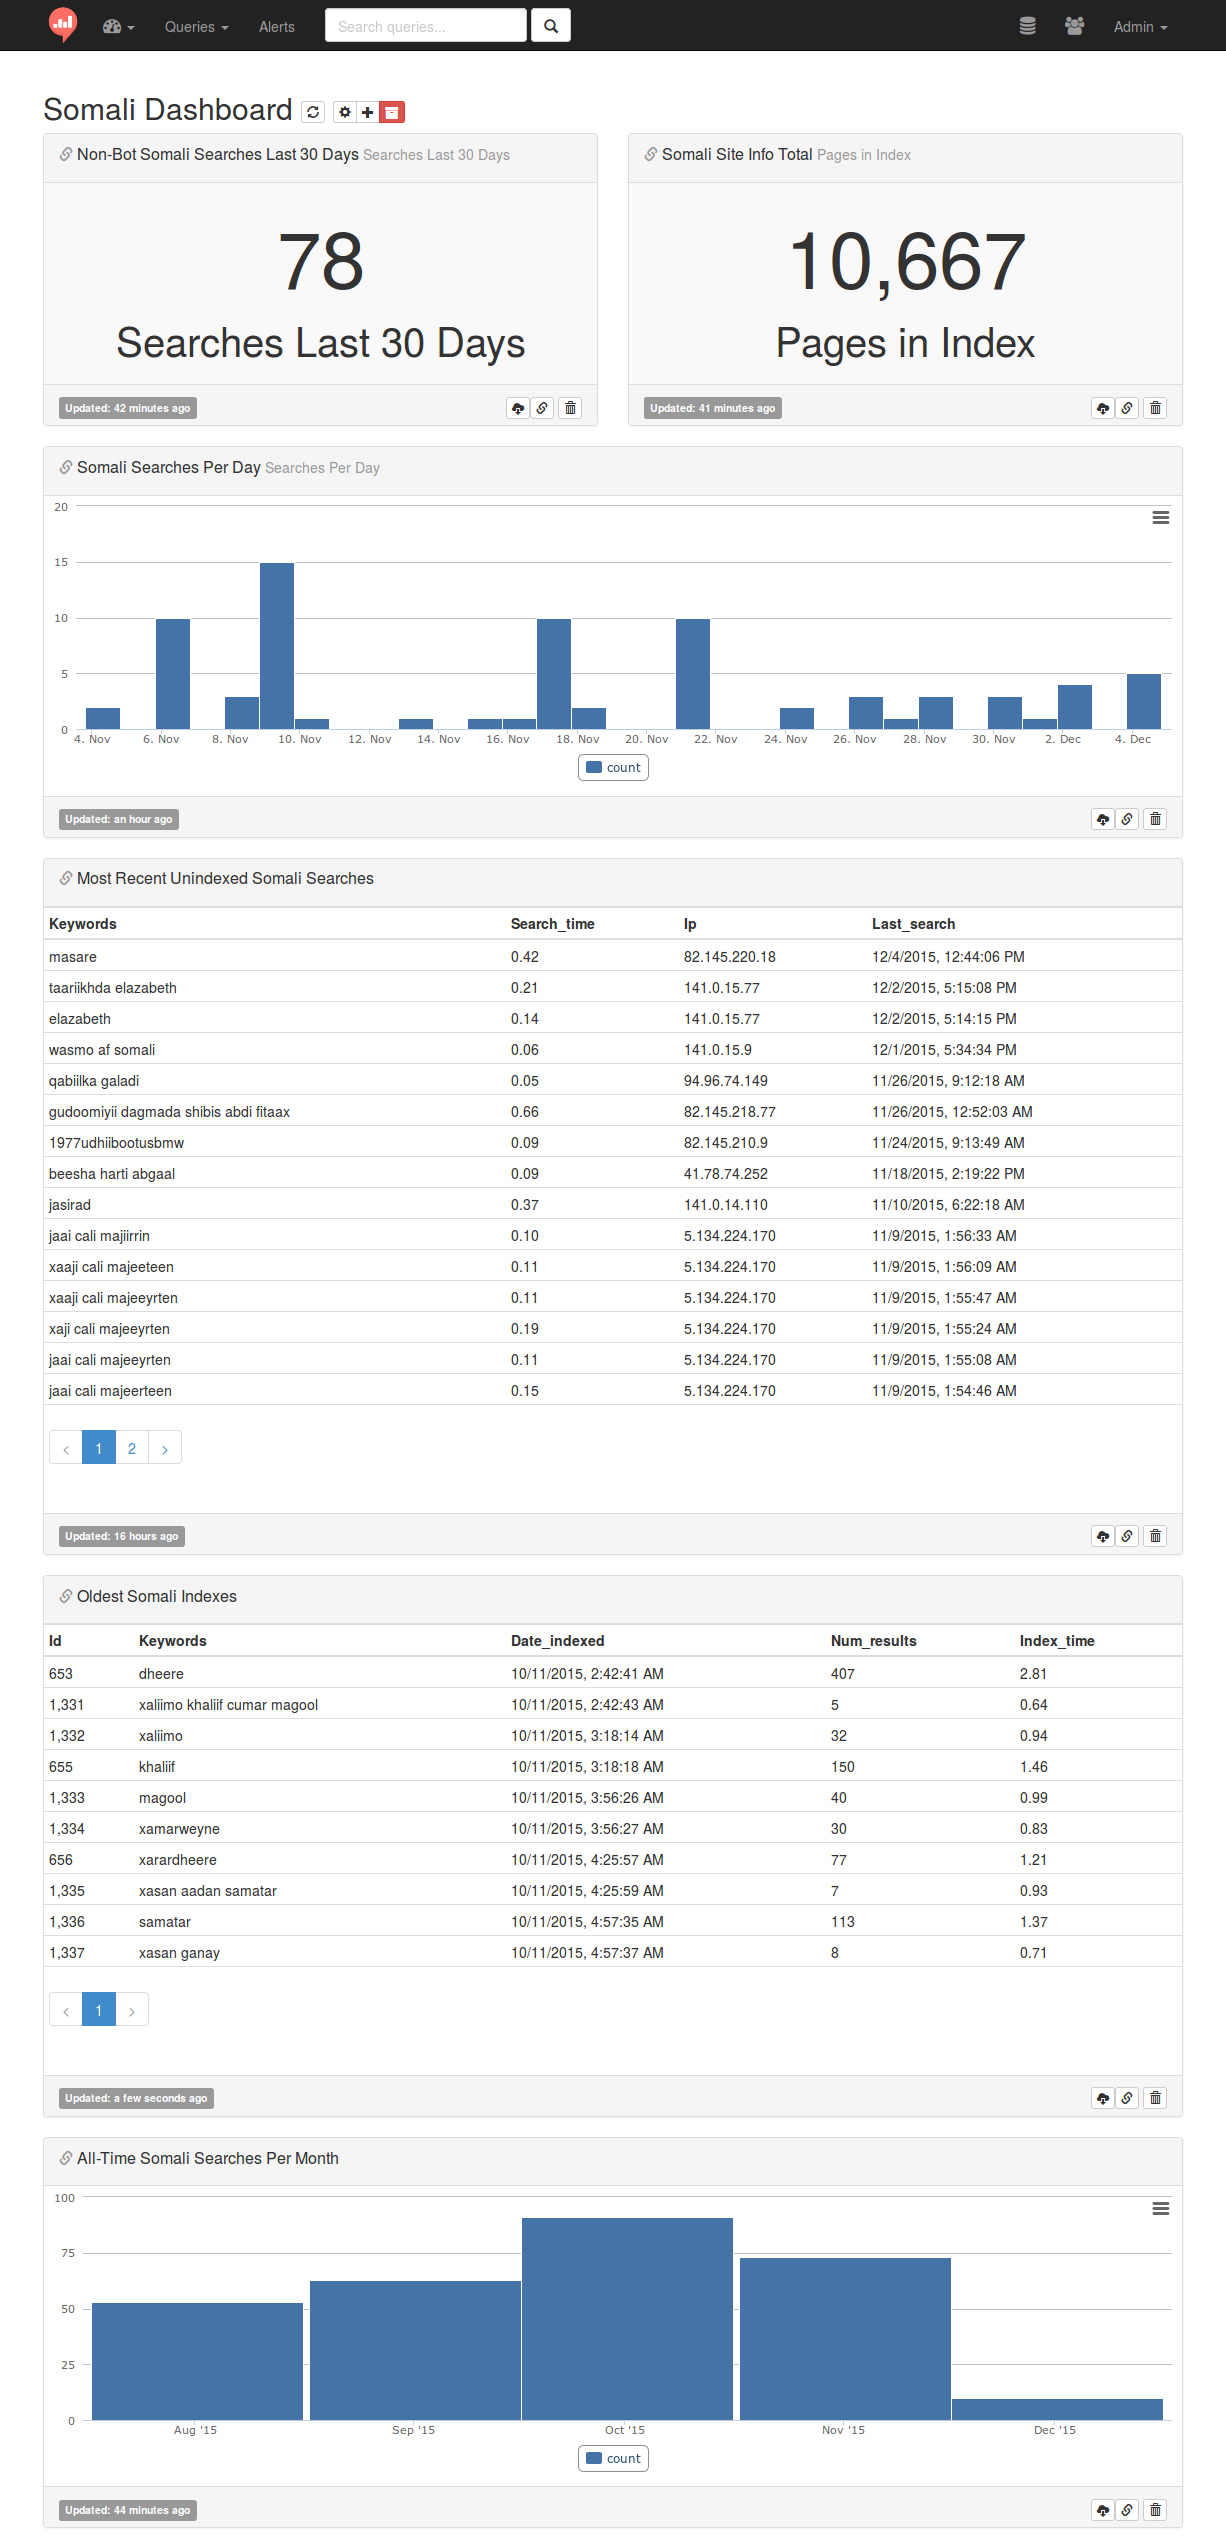 Queries Alerts Search queries... Admin
Somali Dashboard
Non-Bot Somali Searches Last 30 Days Searches Last 30 Days
78
Searches Last 30 Days
Updated: 42 minutes ago
Somali Site Info Total Pages in Index
10,667
Pages in Index
Updated: 41 minutes ago
Somali Searches Per Day Searches Per Day
20
15
10
5
0
4. Nov 6. Nov 8. Nov 10. Nov 12. Nov 14. Nov 16. Nov 18. Nov 20. Nov 22. Nov 24. Nov 26. Nov 28. Nov 30. Nov 2. Dec 4. Dec
count
Updated: an hour ago
Most Recent Unindexed Somali Searches
Keywords Search_time Ip Last_search
masare 0.42 82.145.220.18 12/4/2015, 12:44:06 PM
taariikhda elazabeth 0.21 141.0.15.77 12/2/2015, 5:15:08 PM
elazabeth 0.14 141.0.15.77 12/2/2015, 5:14:15 PM
wasmo af somali 0.06 141.0.15.9 12/1/2015, 5:34:34 PM
qabiilka galadi 0.05 94.96.74.149 11/26/2015, 9:12:18 AM
gudoomiyii dagmada shibis abdi fitaax 0.66 82.145.218.77 11/26/2015, 12:52:03 AM
1977udhiibootusbmw 0.09 82.145.210.9 11/24/2015, 9:13:49 AM
beesha harti abgaal 0.09 41.78.74.252 11/18/2015, 2:19:22 PM
jasirad 0.37 141.0.14.110 11/10/2015, 6:22:18 AM
jaai cali majiirrin 0.10 5.134.224.170 11/9/2015, 1:56:33 AM
xaaji cali majeeteen 0.11 5.134.224.170 11/9/2015, 1:56:09 AM
xaaji cali majeeyrten 0.11 5.134.224.170 11/9/2015, 1:55:47 AM
xaji cali majeeyrten 0.19 5.134.224.170 11/9/2015, 1:55:24 AM
jaai cali majeeyrten 0.11 5.134.224.170 11/9/2015, 1:55:08 AM
jaai cali majeerteen 0.15 5.134.224.170 11/9/2015, 1:54:46 AM
‹ 1 2 ›
Updated: 16 hours ago
Oldest Somali Indexes
Id Keywords Date_indexed Num_results Index_time
653 dheere 10/11/2015, 2:42:41 AM 407 2.81
1,331 xaliimo khaliif cumar magool 10/11/2015, 2:42:43 AM 5 0.64
1,332 xaliimo 10/11/2015, 3:18:14 AM 32 0.94
655 khaliif 10/11/2015, 3:18:18 AM 150 1.46
1,333 magool 10/11/2015, 3:56:26 AM 40 0.99
1,334 xamarweyne 10/11/2015, 3:56:27 AM 30 0.83
656 xarardheere 10/11/2015, 4:25:57 AM 77 1.21
1,335 xasan aadan samatar 10/11/2015, 4:25:59 AM 7 0.93
1,336 samatar 10/11/2015, 4:57:35 AM 113 1.37
1,337 xasan ganay 10/11/2015, 4:57:37 AM 8 0.71
‹ 1 ›
Updated: a few seconds ago
All-Time Somali Searches Per Month
100
75
50
25
0
Aug '15 Sep '15 Oct '15 Nov '15 Dec '15
count
Updated: 44 minutes ago